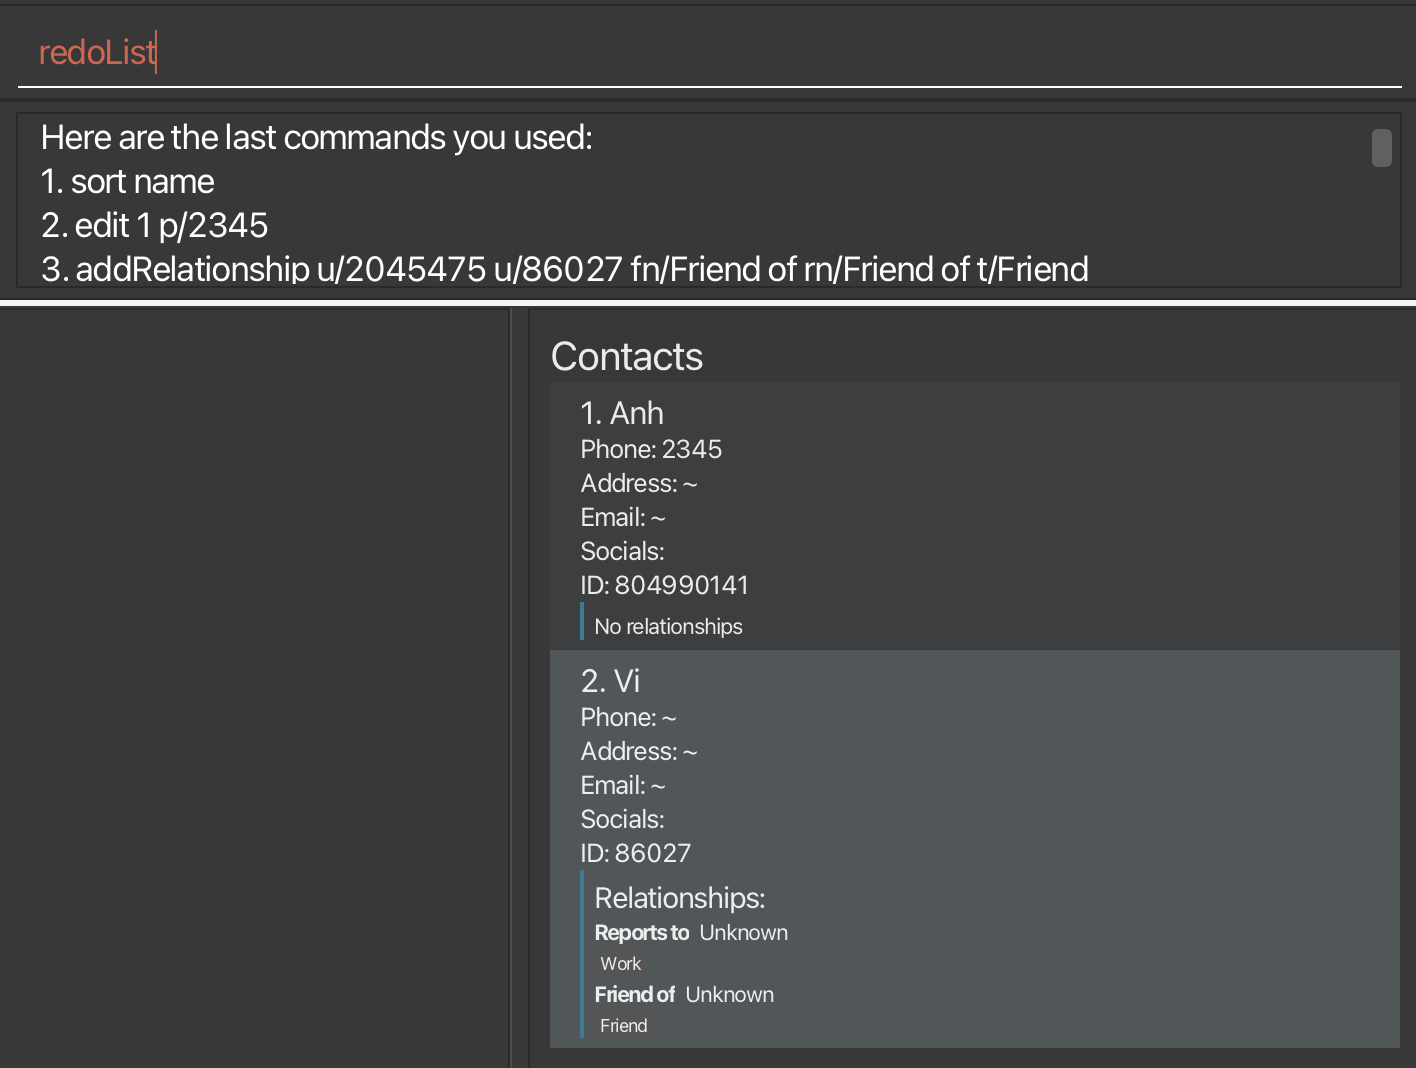 redoList
Here are the last commands you used:
1. sort name
2. edit 1 p/2345
3. addRelationship u/2045475 u/86027 fn/Friend of rn/Friend of t/Friend
Contacts
1. Anh
Phone: 2345
Address: ~
Email: ~
Socials:
ID: 804990141
No relationships
2. Vi
Phone: ~
Address: ~
Email: ~
Socials:
ID: 86027
Relationships:
Reports to Unknown
Work
Friend of Unknown
Friend